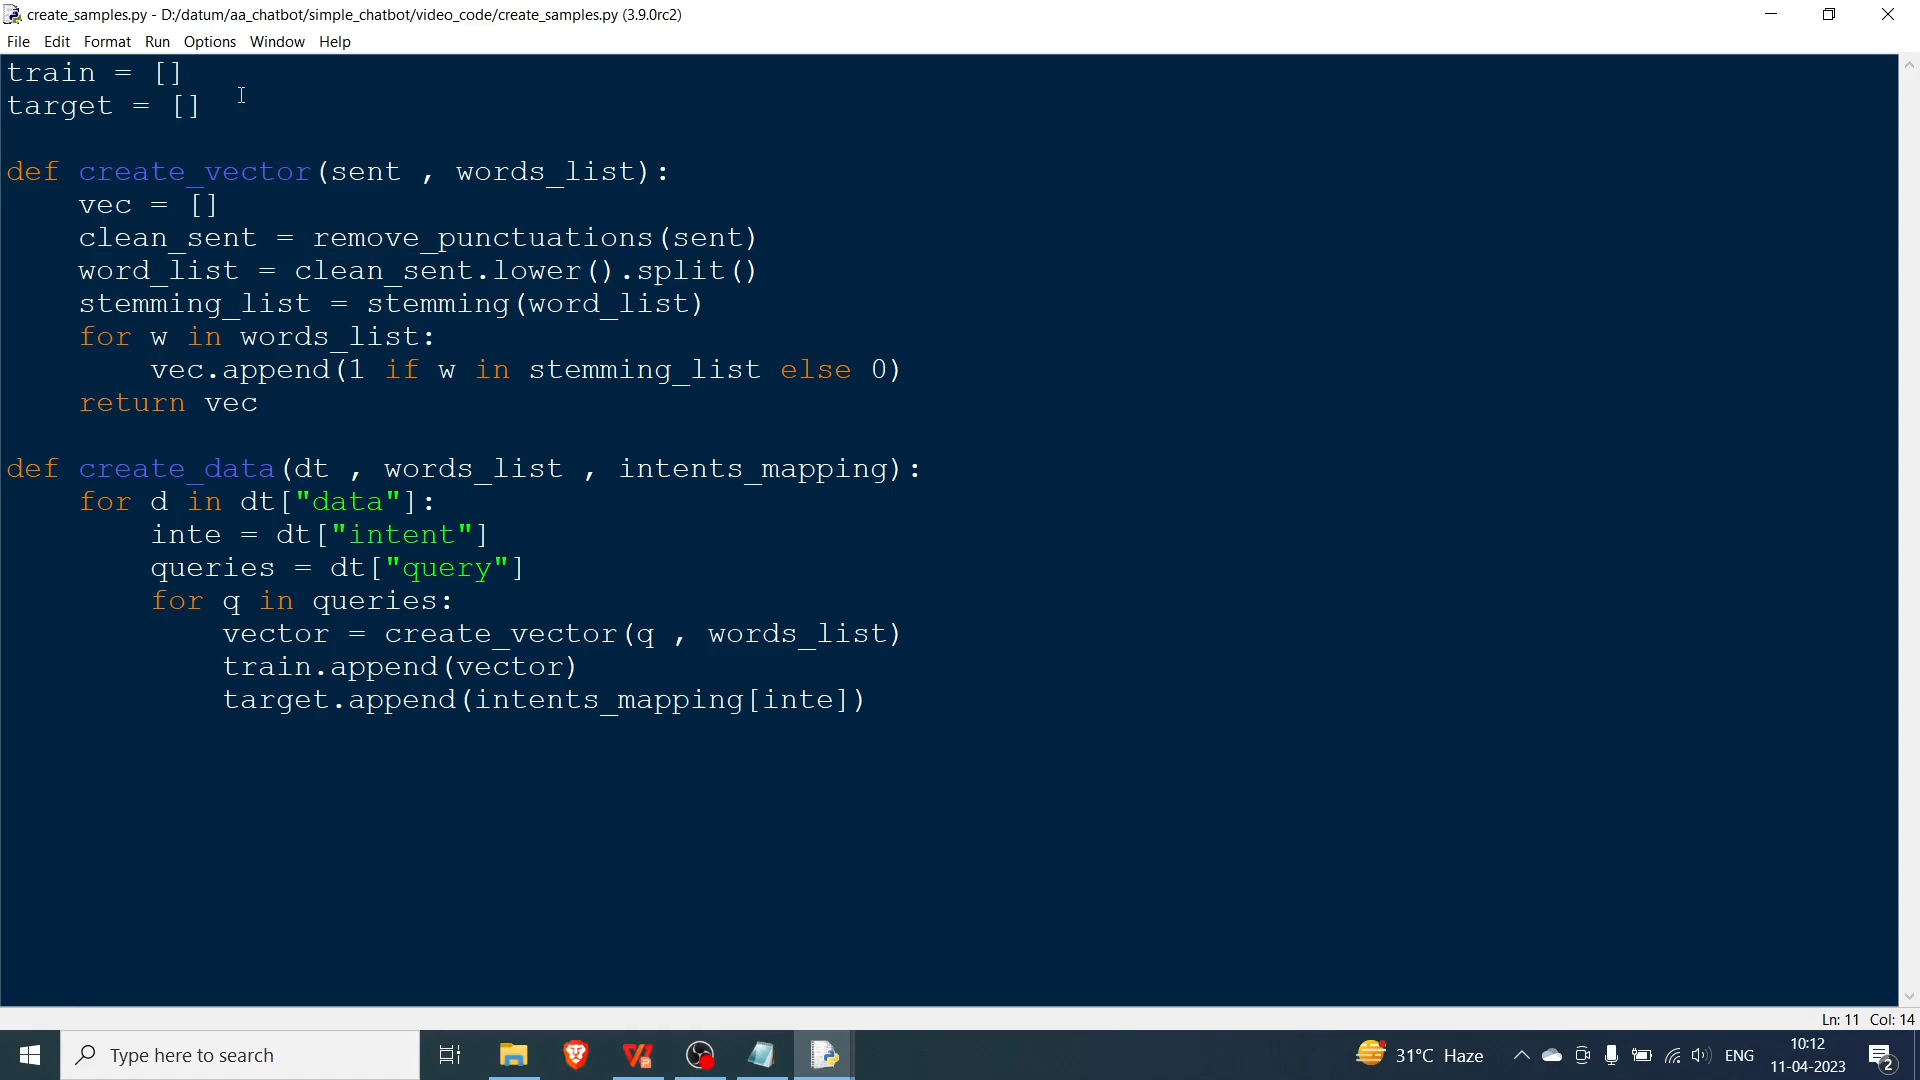 create_samples.py - D:/datum/aa_chatbot/simple_chatbot/video_code/create_samples.py (3.9.0rc2)
File Edit Format Run Options Window Help
train = []
target = []
def create_vector(sent , words_list):
    vec = []
    clean_sent = remove_punctuations(sent)
    word_list = clean_sent.lower().split()
    stemming_list = stemming(word_list)
    for w in words_list:
        vec.append(1 if w in stemming_list else 0)
    return vec
def create_data(dt , words_list , intents_mapping):
    for d in dt["data"]:
        inte = dt["intent"]
        queries = dt["query"]
        for q in queries:
            vector = create_vector(q , words_list)
            train.append(vector)
            target.append(intents_mapping[inte])
Ln: 11 Col: 14
Type here to search
31°C Haze
ENG
10:12
11-04-2023
2